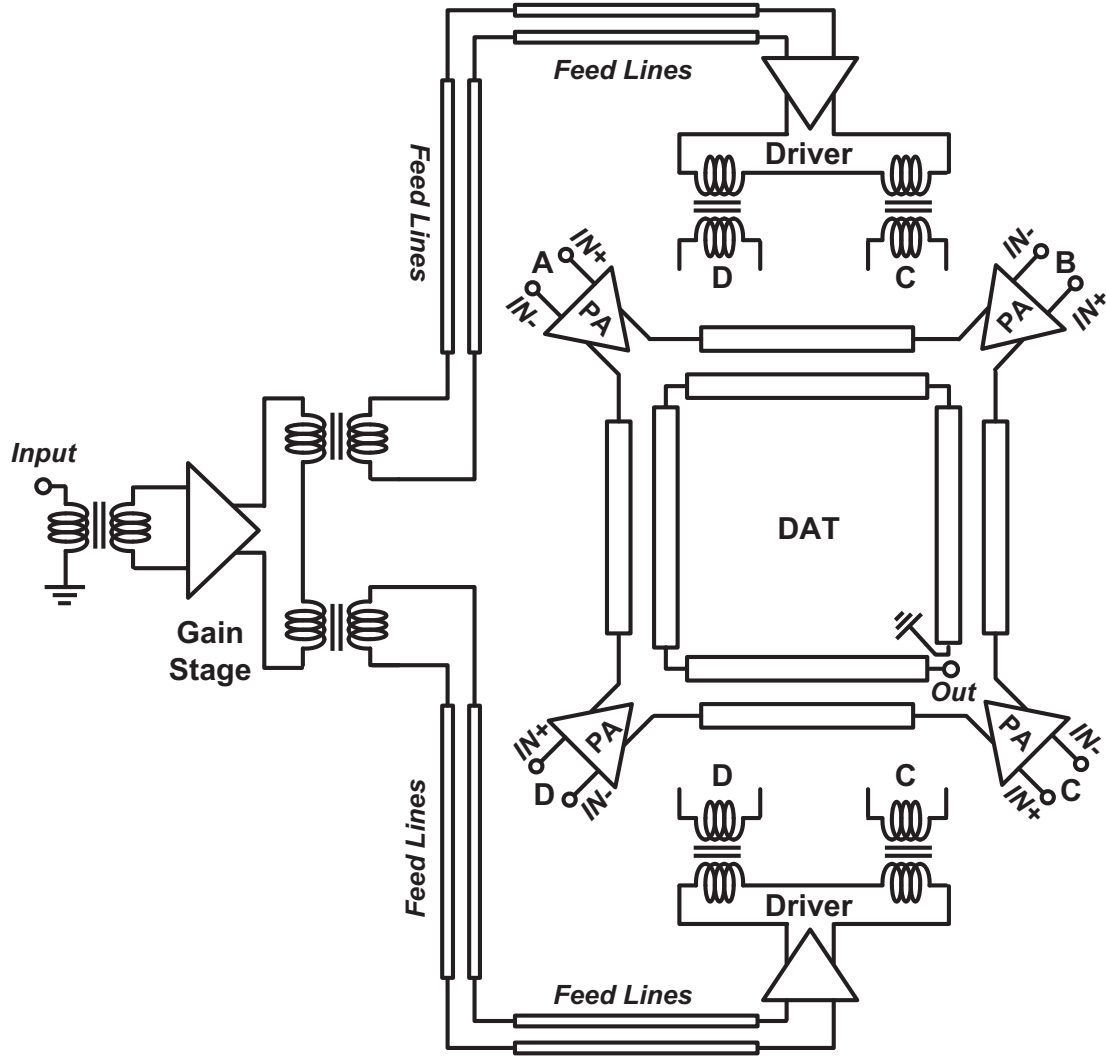 Feed Lines
Feed Lines
Driver
D
C
A
IN+
IN-
PA
IN-
B
IN+
PA
Input
Gain
Stage
DAT
Out
IN+
D
IN-
PA
PA
IN-
C
IN+
D
C
Feed Lines
Driver
Feed Lines